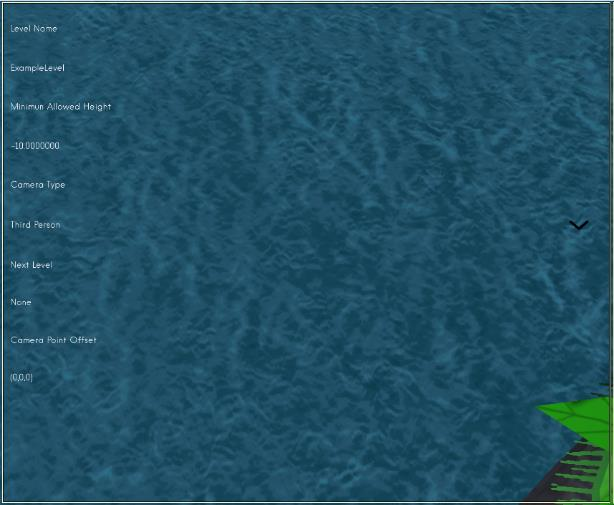 Level Name
ExampleLevel
Minimun Allowed Height
-10.0000000
Camera Type
Third Person
Next Level
None
Camera Point Offset
(0,0,0)